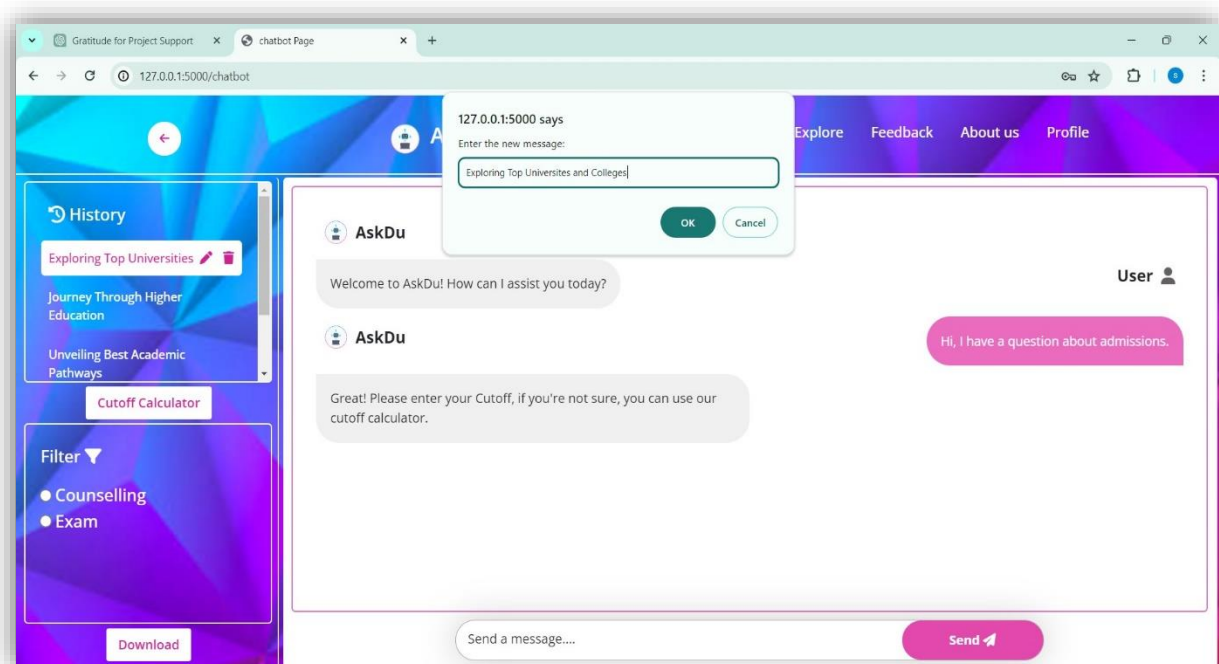 Gratitude for Project Support
chatbot Page
127.0.0.1:5000/chatbot
127.0.0.1:5000 says
Enter the new message:
Exploring Top Universites and Colleges
OK
Cancel
A
Explore
Feedback
About us
Profile
History
Exploring Top Universities
Journey Through Higher
Education
Unveiling Best Academic
Pathways
Cutoff Calculator
Filter
Counselling
Exam
Download
AskDu
Welcome to AskDu! How can I assist you today?
User
Hi, I have a question about admissions.
AskDu
Great! Please enter your Cutoff, if you're not sure, you can use our
cutoff calculator.
Send a message....
Send